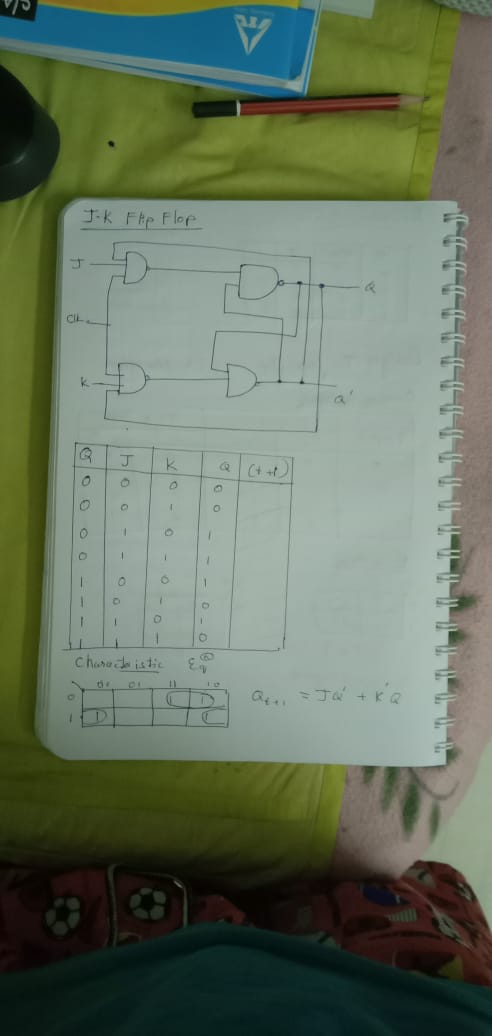 J-K Flip Flop
J
Q
Clk
K
Q'
Q J K Q (t+1)
0 0 0 0
0 0 1 0
0 1 0 1
0 1 1 1
1 0 0 1
1 0 1 0
1 1 0 1
1 1 1 0
Characteristic Eqⁿ
00 01 11 10
0 1 1
1 1 1
Qt+1 = JQ' + K'Q